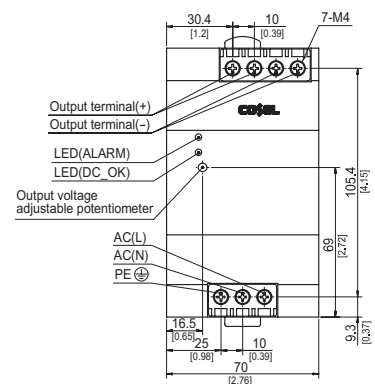 30.4
[1.2]
10
[0.39]
7-M4
Output terminal(+)
Output terminal(−)
COSEL
LED(ALARM)
LED(DC_OK)
Output voltage
adjustable potentiometer
105.4
[4.15]
69
[2.72]
AC(L)
AC(N)
PE
16.5
[0.65]
25
[0.98]
10
[0.39]
9.3
[0.37]
70
[2.76]